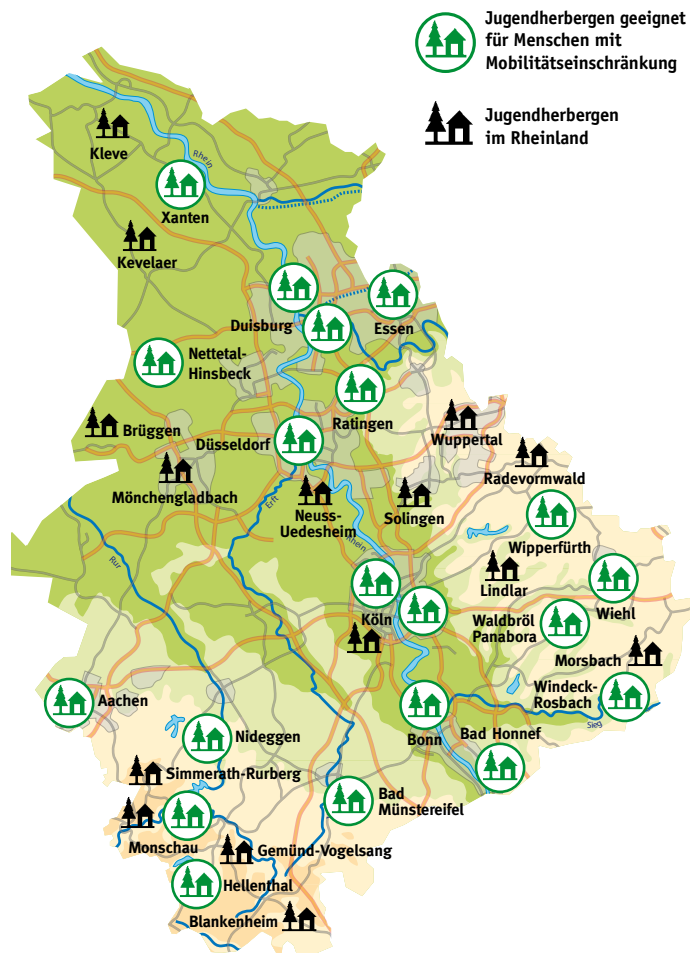 Jugendherbergen geeignet
für Menschen mit
Mobilitätseinschränkung
Jugendherbergen
im Rheinland
Kleve
Rhein
Xanten
Kevelaer
Duisburg
Essen
Nettetal-
Hinsbeck
Ratingen
Brüggen
Düsseldorf
Wuppertal
Mönchengladbach
Radevormwald
Erft
Neuss-
Uedesheim
Solingen
Rhein
Wipperfürth
Rur
Lindlar
Wiehl
Köln
Waldbröl
Panabora
Morsbach
Aachen
Windeck-
Rosbach
Sieg
Nideggen
Bonn
Bad Honnef
Simmerath-Rurberg
Bad
Münstereifel
Monschau
Gemünd-Vogelsang
Hellenthal
Blankenheim